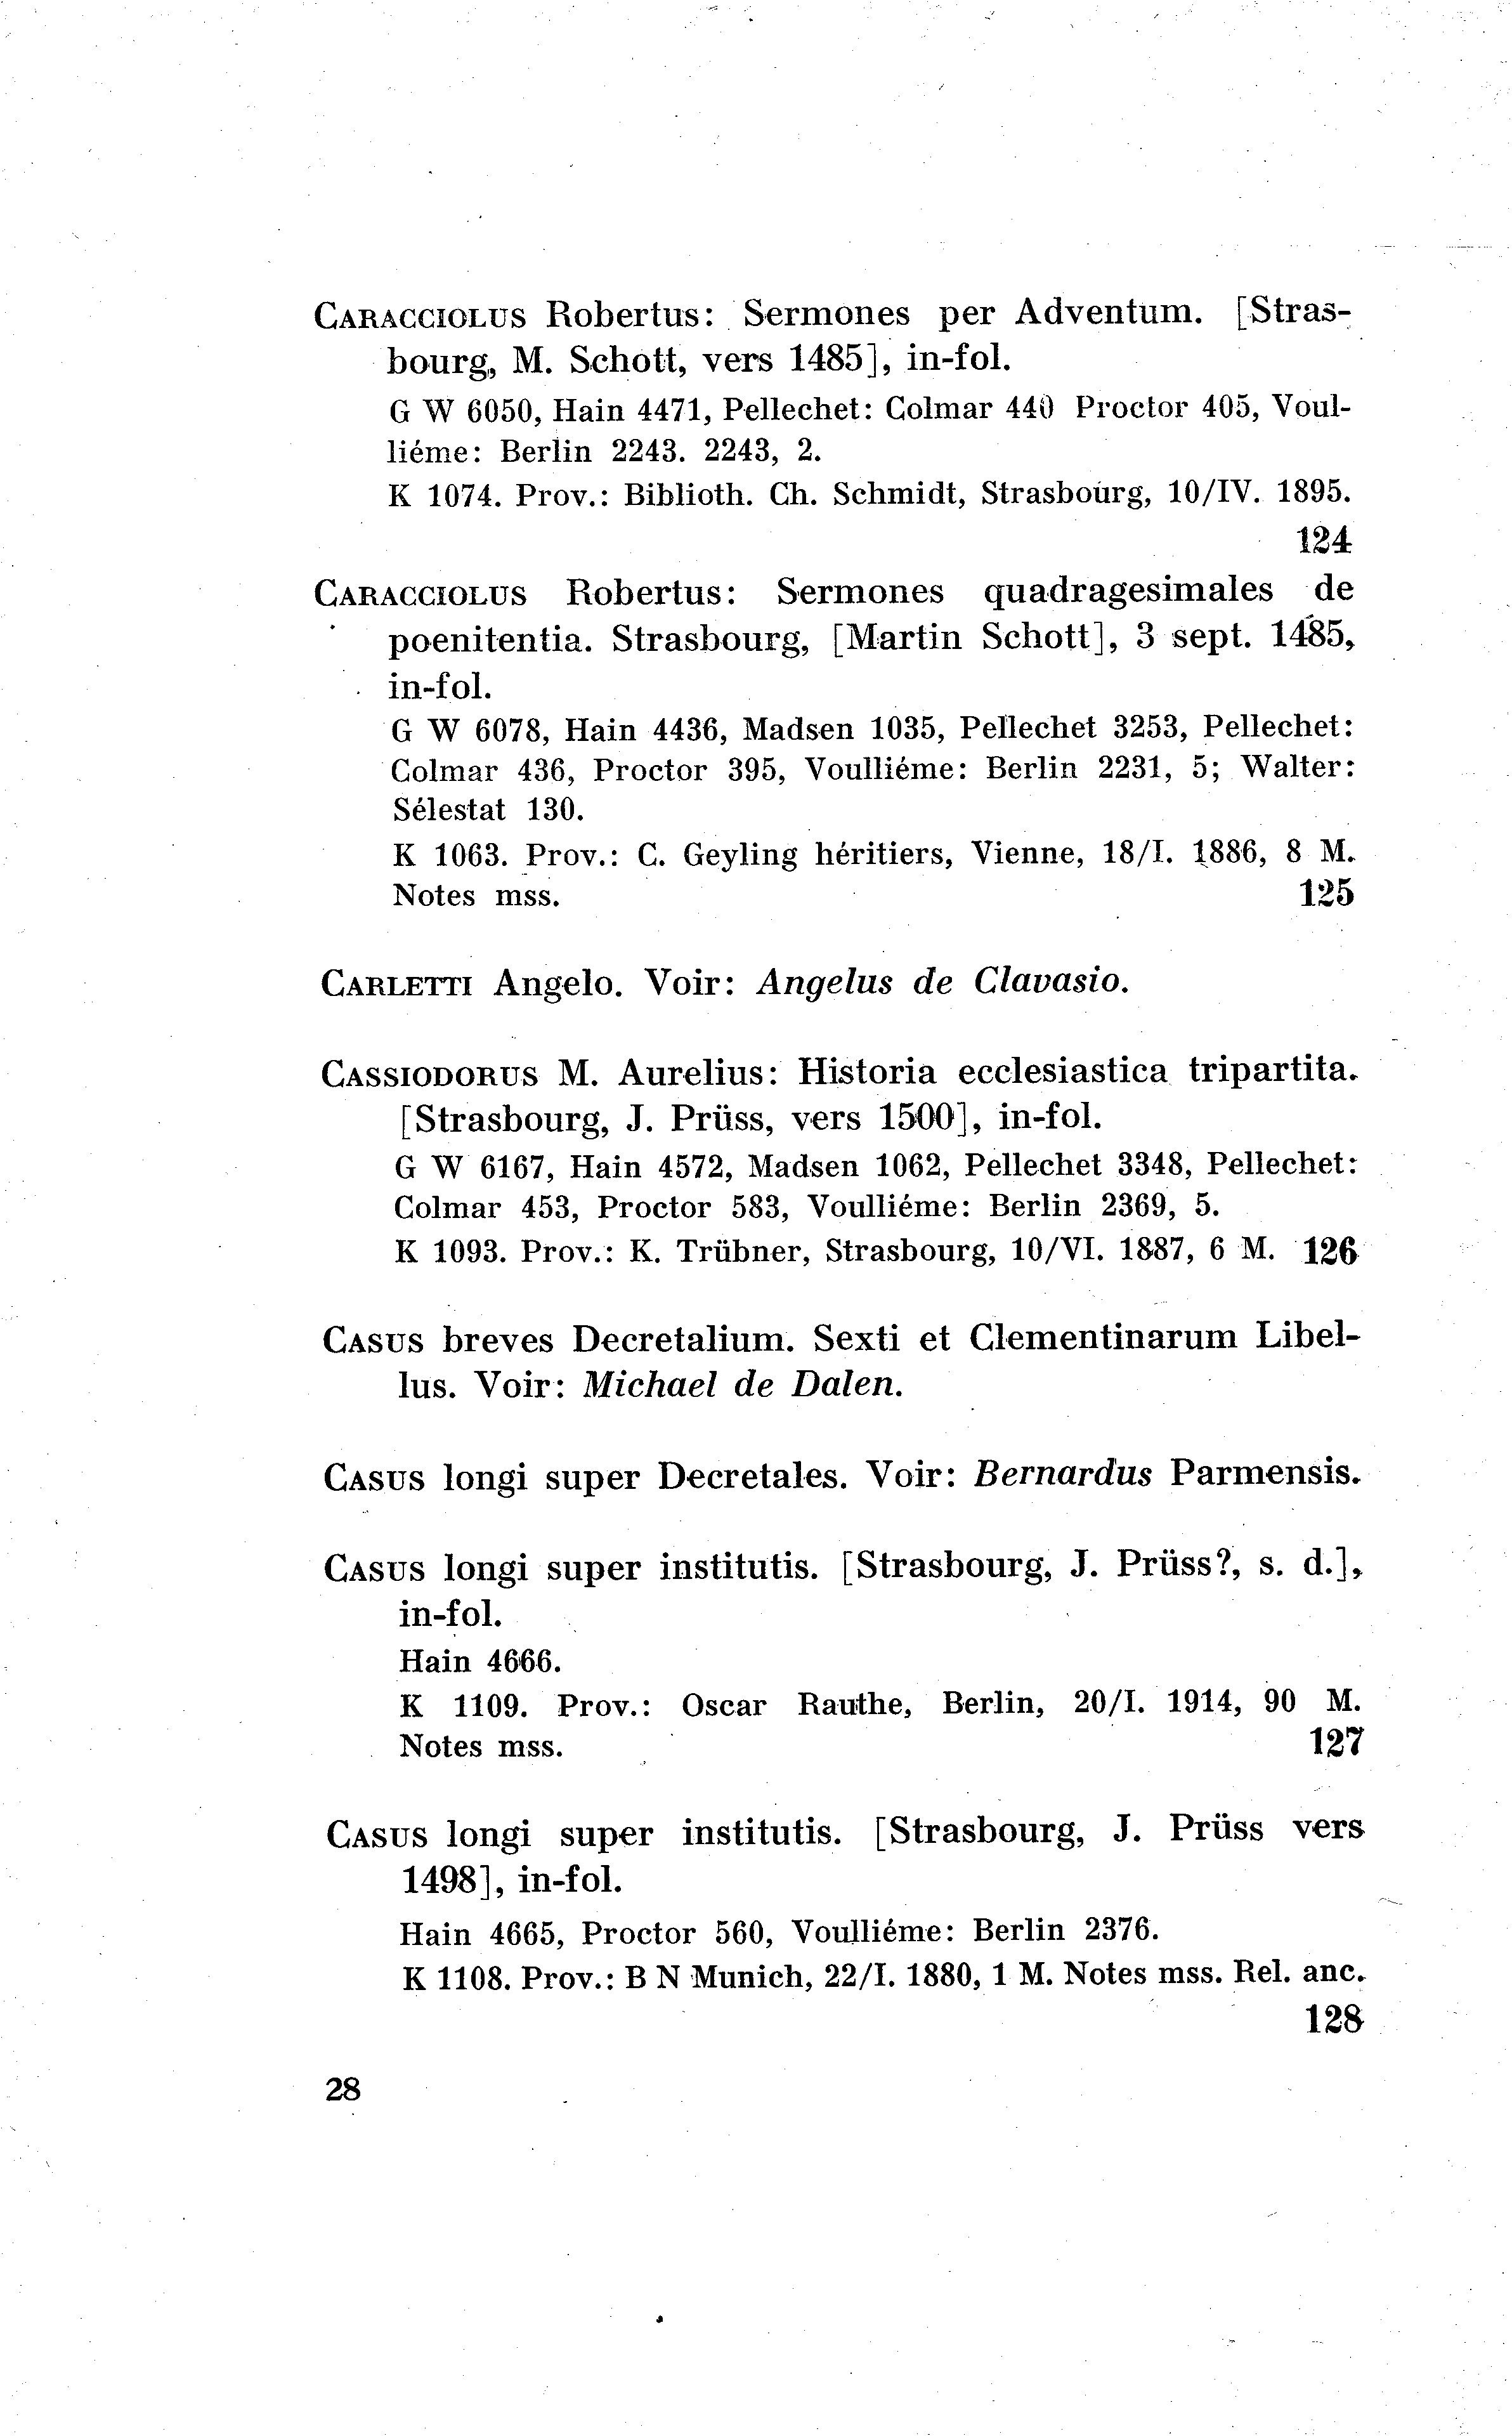 CARACCIOLUS Robertus: Sermones per Adventum. [Stras-
bourg, M. Schott, vers 1485], in-fol.
G W 6050, Hain 4471, Pellechet: Colmar 440 Proctor 405, Voul-
liéme: Berlin 2243. 2243, 2.
K 1074. Prov.: Biblioth. Ch. Schmidt, Strasbourg, 10/IV. 1895.
124
CARACCIOLUS Robertus: Sermones quadragesimales de
poenitentia. Strasbourg, [Martin Schott], 3 sept. 1485,
in-fol.
G W 6078, Hain 4436, Madsen 1035, Pellechet 3253, Pellechet:
Colmar 436, Proctor 395, Voulliéme: Berlin 2231, 5; Walter:
Sélestat 130.
K 1063. Prov.: C. Geyling héritiers, Vienne, 18/I. 1886, 8 M.
Notes mss. 125
CARLETTI Angelo. Voir: Angelus de Clavasio.
CASSIODORUS M. Aurelius: Historia ecclesiastica tripartita.
[Strasbourg, J. Prüss, vers 1500], in-fol.
G W 6167, Hain 4572, Madsen 1062, Pellechet 3348, Pellechet:
Colmar 453, Proctor 583, Voulliéme: Berlin 2369, 5.
K 1093. Prov.: K. Trübner, Strasbourg, 10/VI. 1887, 6 M. 126
CASUS breves Decretalium. Sexti et Clementinarum Libel-
lus. Voir: Michael de Dalen.
CASUS longi super Decretales. Voir: Bernardus Parmensis.
CASUS longi super institutis. [Strasbourg, J. Prüss?, s. d.],
in-fol.
Hain 4666.
K 1109. Prov.: Oscar Rauthe, Berlin, 20/I. 1914, 90 M.
Notes mss. 127
CASUS longi super institutis. [Strasbourg, J. Prüss vers
1498], in-fol.
Hain 4665, Proctor 560, Voulliéme: Berlin 2376.
K 1108. Prov.: B N Munich, 22/I. 1880, 1 M. Notes mss. Rel. anc.
128
28